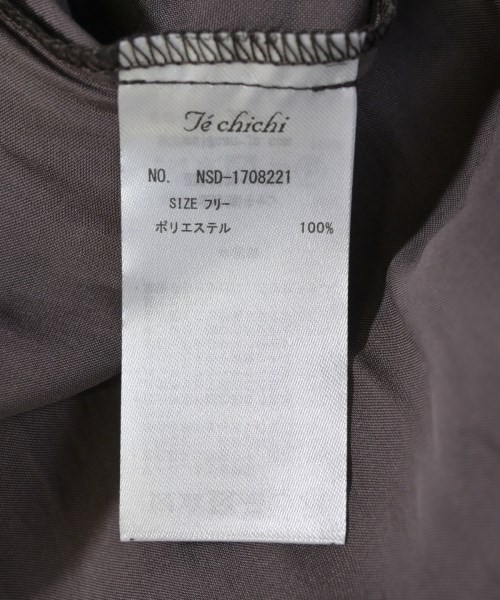 Té chichi
NO. NSD-1708221
SIZE フリー
ポリエステル 100%